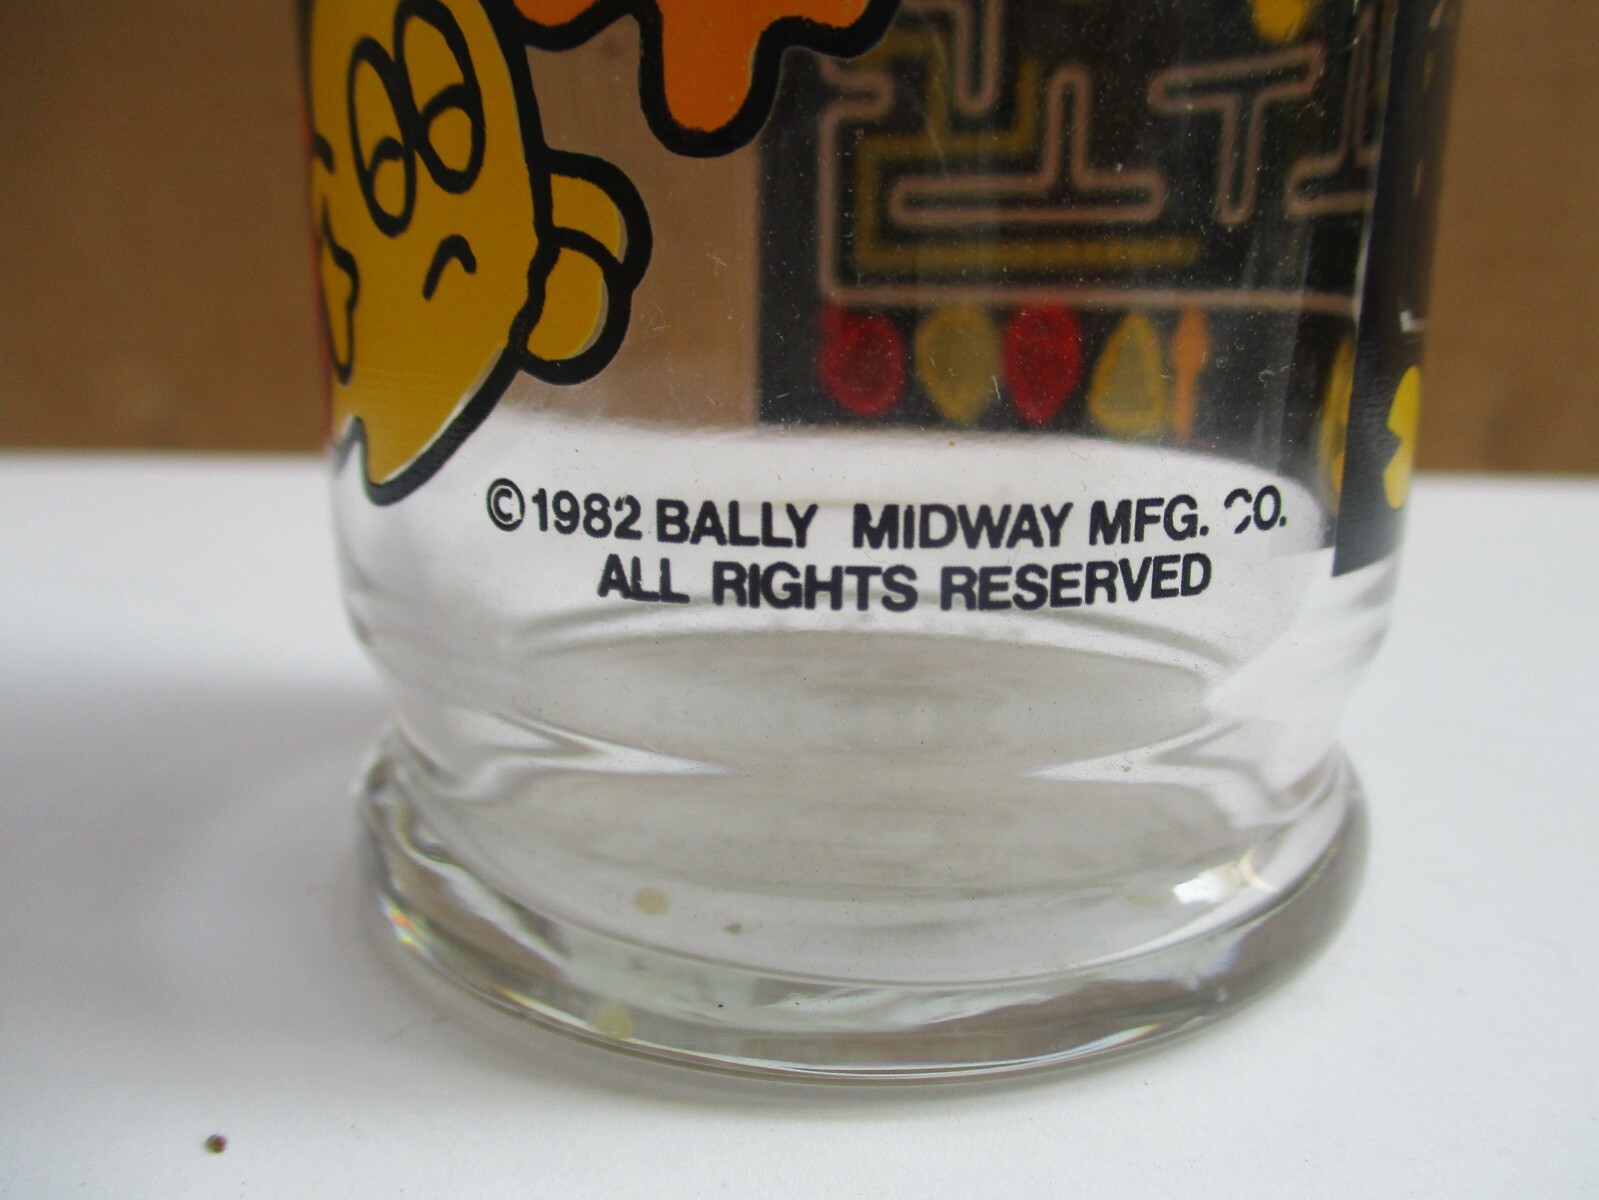 ©1982 BALLY MIDWAY MFG. CO.
ALL RIGHTS RESERVED